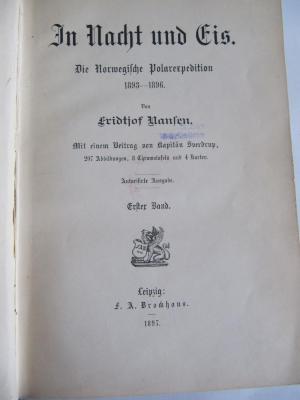 In Nacht und Eis.
Die Norwegische Polarexpedition
1893—1896.
Von
Fridtjof Nansen.
Mit einem Beitrag von Kapitän Sverdrup,
207 Abbildungen, 8 Chromotafeln und 4 Karten.
Autorisirte Ausgabe.
Erster Band.
Leipzig:
F. A. Brockhaus.
1897.